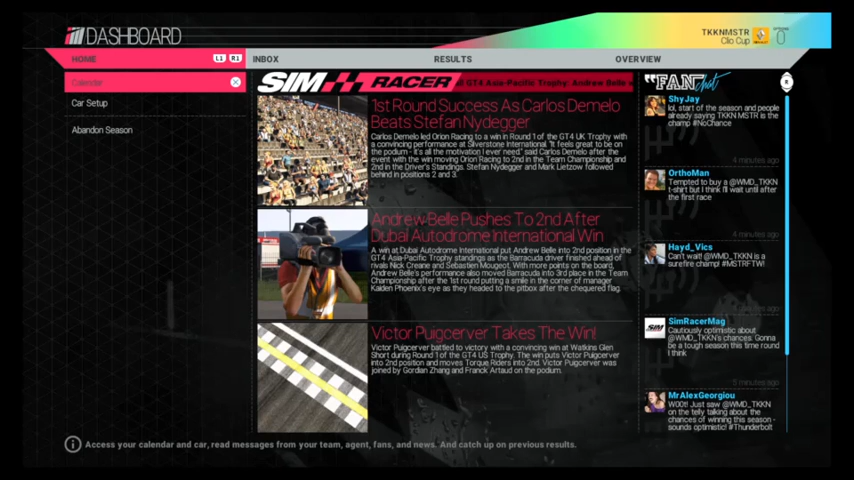 DASHBOARD
TKKNMSTR
Clio Cup
HOME
L1 R1
INBOX
RESULTS
OVERVIEW
Calendar
Car Setup
Abandon Season
SIM RACER
GT4 Asia-Pacific Trophy: Andrew Belle
1st Round Success As Carlos Demelo
Beats Stefan Nydegger
Carlos Demelo led Orion Racing to a win in Round 1 of the GT4 UK Trophy with
a convincing performance at Silverstone International. "It feels great to be on
the podium - it's all the motivation I ever need" said Carlos Demelo after the
event with the win moving Orion Racing to 2nd in the Team Championship and
2nd in the Driver's Standings. Stefan Nydegger and Mark Lietzow followed
behind in positions 2 and 3.
Andrew Belle Pushes To 2nd After
Dubai Autodrome International Win
A win at Dubai Autodrome International put Andrew Belle into 2nd position in the
GT4 Asia-Pacific Trophy standings as the Barracuda driver finished ahead of
rivals Nick Creane and Sebastien Mougeot. With more points on the board,
Andrew Belle's performance also moved Barracuda into 3rd place in the Team
Championship after the 1st round putting a smile in the corner of manager
Kaiden Phoenix's eye as they headed to the pitbox after the chequered flag.
Victor Puigcerver Takes The Win!
Victor Puigcerver battled to victory with a convincing win at Watkins Glen
Short during Round 1 of the GT4 US Trophy. The win puts Victor Puigcerver
into 2nd position and moves Torque Riders into 2nd. Victor Puigcerver was
joined by Gordian Zhang and Franck Artaud on the podium.
"FANchat
R
ShyJay
lol, start of the season and people
already saying TKKN MSTR is the
champ #NoChance
4 minutes ago
OrthoMan
Tempted to buy a @WMD_TKKN
t-shirt but I think I'll wait until after
the first race
4 minutes ago
Hayd_Vics
Can't wait! @WMD_TKKN is a
surefire champ! #MSTRFTW!
SimRacerMag
Cautiously optimistic about
@WMD_TKKN's chances. Gonna
be a tough season this time round
I think
5 minutes ago
MrAlexGeorgiou
W00t! Just saw @WMD_TKKN
on the telly talking about the
chances of winning this season -
sounds optimistic! #Thunderbolt
Access your calendar and car, read messages from your team, agent, fans, and news. And catch up on previous results.